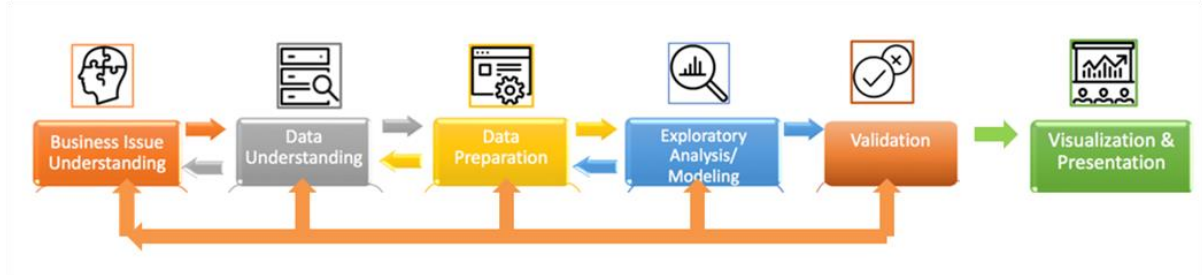 Business Issue
Understanding
Data
Understanding
Data
Preparation
Exploratory
Analysis/
Modeling
Validation
Visualization &
Presentation